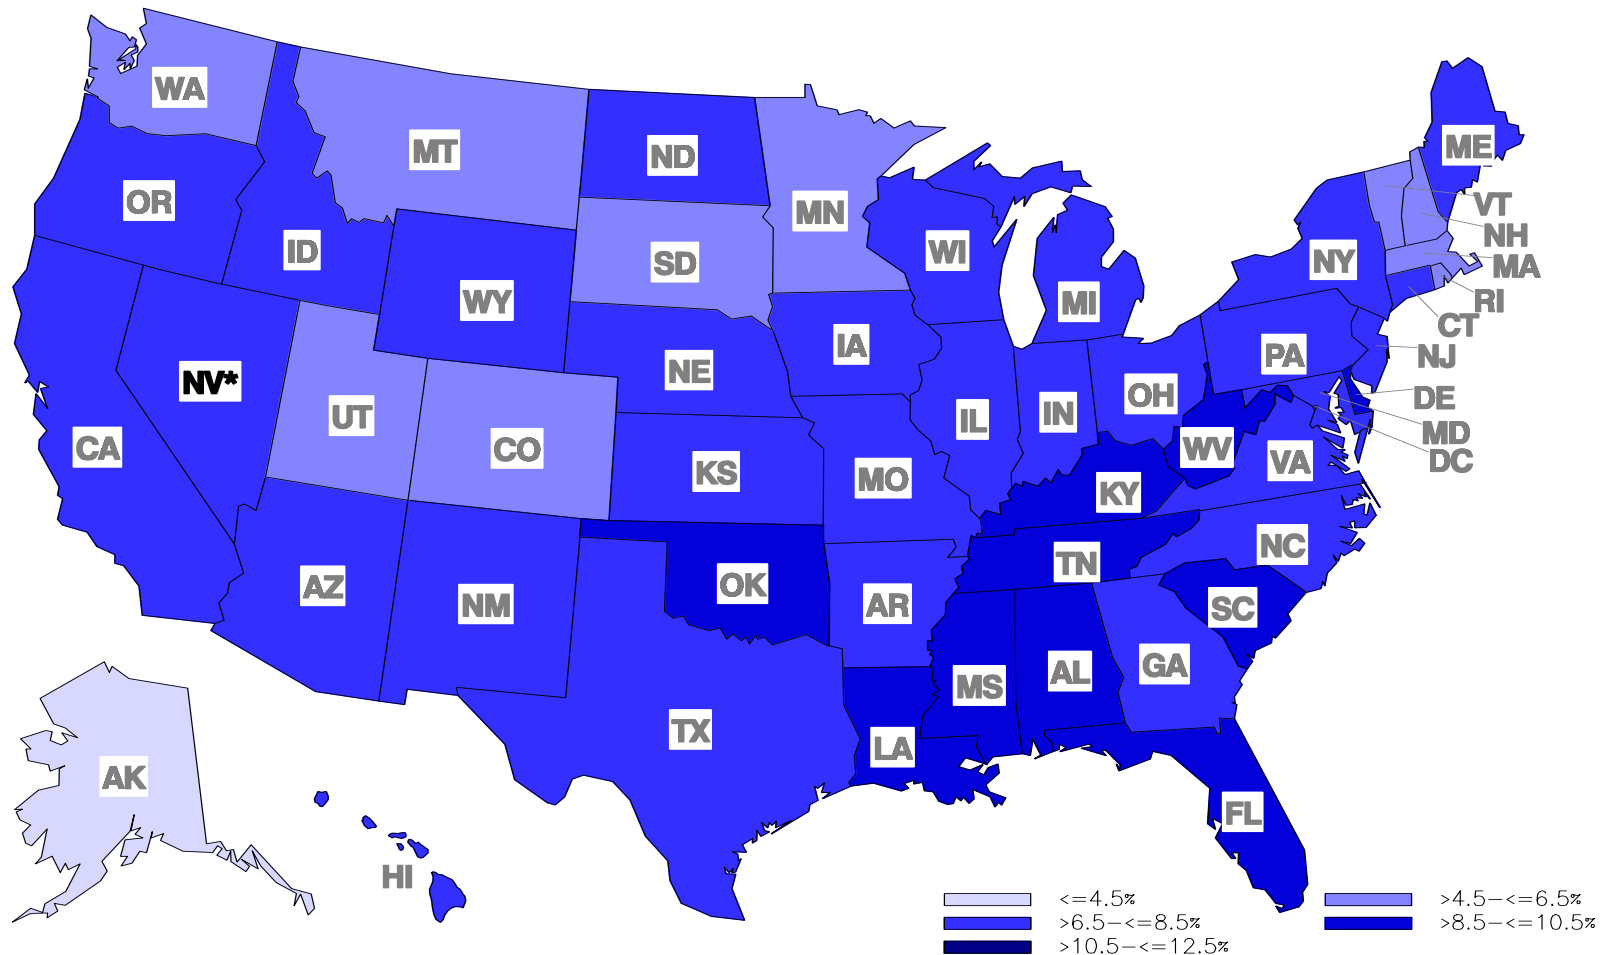 WA
MT
ND
ME
OR
MN
VT
ID
SD
WI
NH
NY
MA
WY
MI
RI
IA
CT
PA
NJ
NV*
NE
UT
OH
DE
IL
IN
MD
CO
WV
CA
KS
VA
DC
MO
KY
NC
AZ
OK
TN
NM
AR
SC
GA
MS
AL
TX
LA
AK
FL
HI
<=4.5%
>4.5-<=6.5%
>6.5-<=8.5%
>8.5-<=10.5%
>10.5-<=12.5%